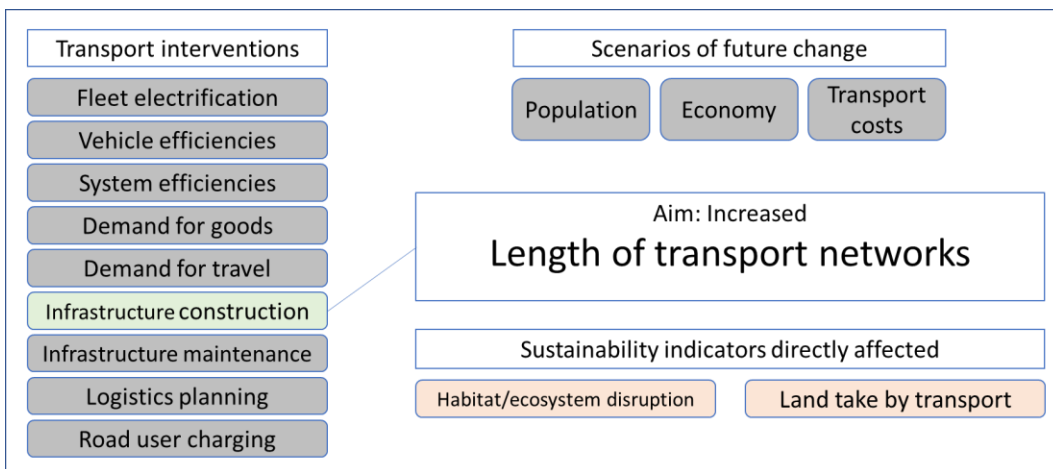 Transport interventions
Fleet electrification
Vehicle efficiencies
System efficiencies
Demand for goods
Demand for travel
Infrastructure construction
Infrastructure maintenance
Logistics planning
Road user charging
Scenarios of future change
Population
Economy
Transport
costs
Aim: Increased
Length of transport networks
Sustainability indicators directly affected
Habitat/ecosystem disruption
Land take by transport